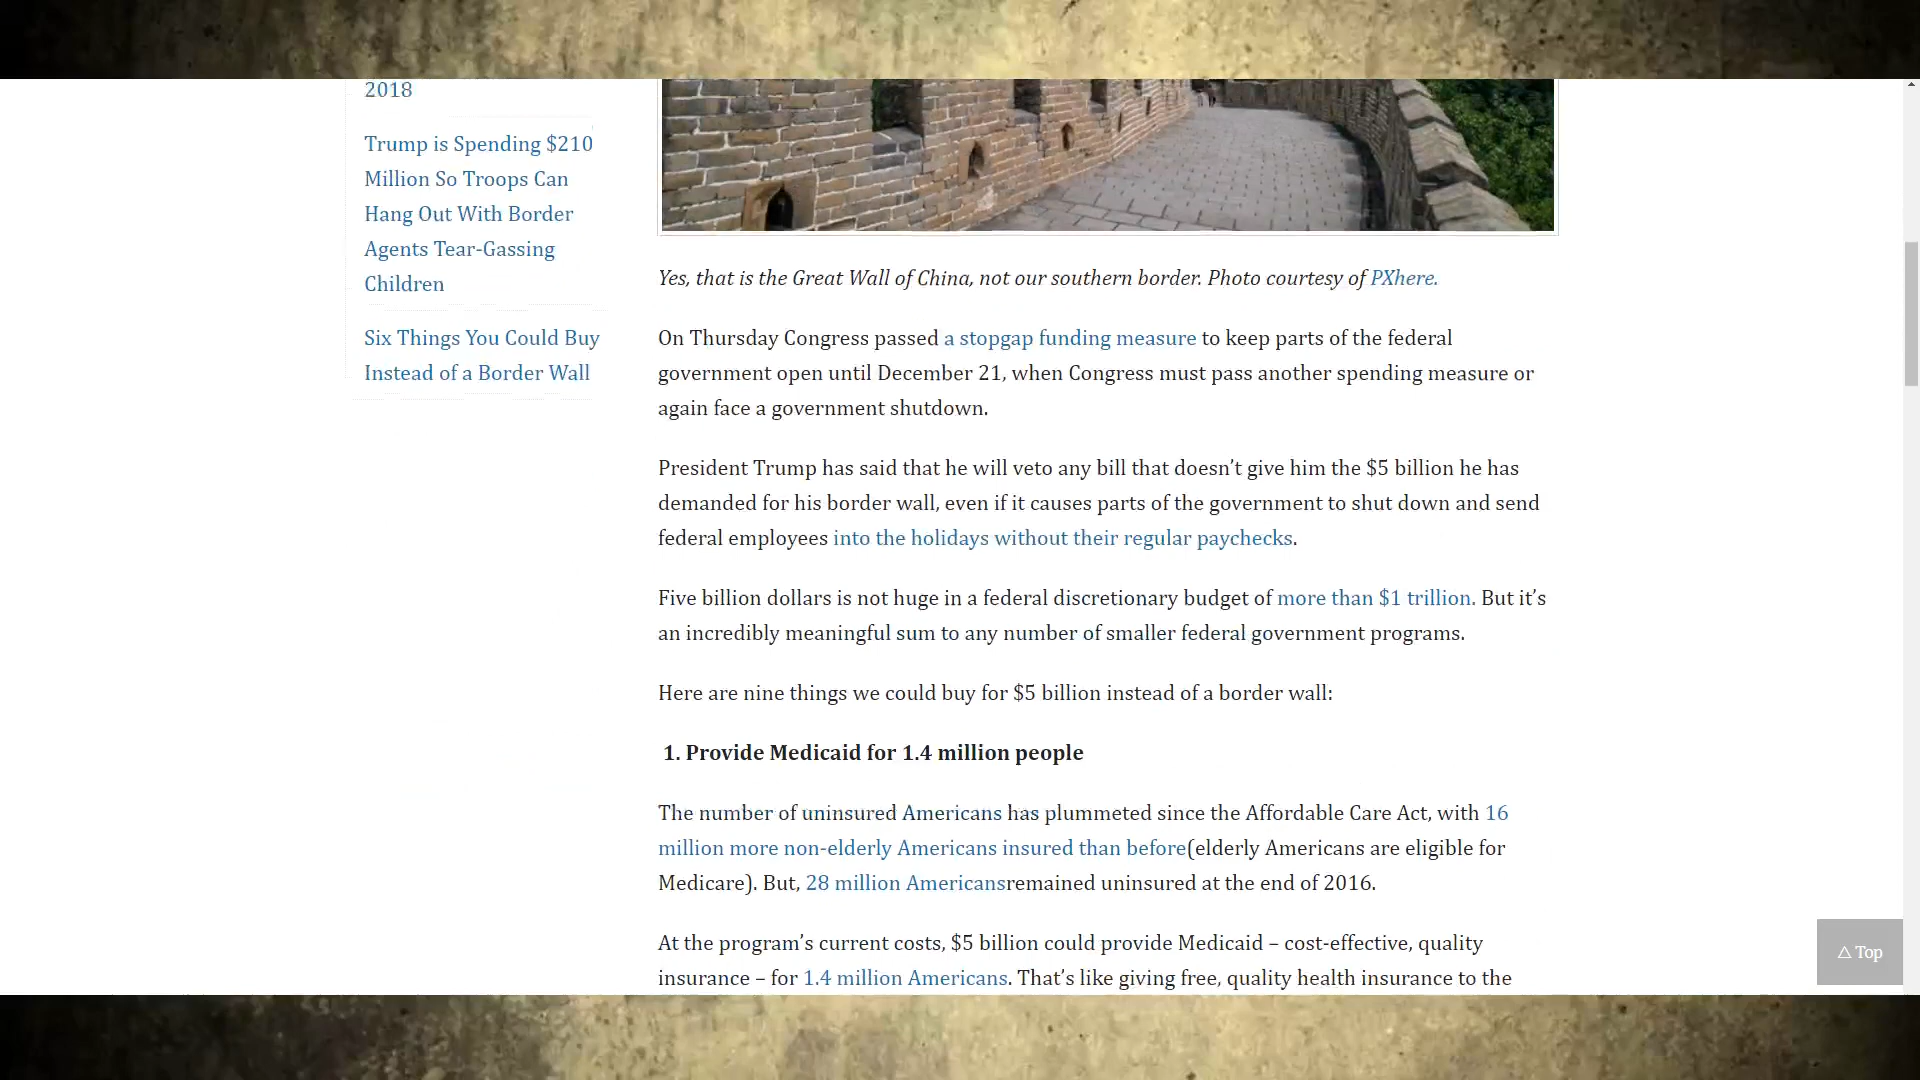 2018
Trump is Spending $210
Million So Troops Can
Hang Out With Border
Agents Tear-Gassing
Children
Six Things You Could Buy
Instead of a Border Wall
Yes, that is the Great Wall of China, not our southern border. Photo courtesy of PXhere.
On Thursday Congress passed a stopgap funding measure to keep parts of the federal
government open until December 21, when Congress must pass another spending measure or
again face a government shutdown.
President Trump has said that he will veto any bill that doesn’t give him the $5 billion he has
demanded for his border wall, even if it causes parts of the government to shut down and send
federal employees into the holidays without their regular paychecks.
Five billion dollars is not huge in a federal discretionary budget of more than $1 trillion. But it’s
an incredibly meaningful sum to any number of smaller federal government programs.
Here are nine things we could buy for $5 billion instead of a border wall:
1. Provide Medicaid for 1.4 million people
The number of uninsured Americans has plummeted since the Affordable Care Act, with 16
million more non-elderly Americans insured than before(elderly Americans are eligible for
Medicare). But, 28 million Americansremained uninsured at the end of 2016.
At the program’s current costs, $5 billion could provide Medicaid – cost-effective, quality
insurance – for 1.4 million Americans. That’s like giving free, quality health insurance to the
△ Top